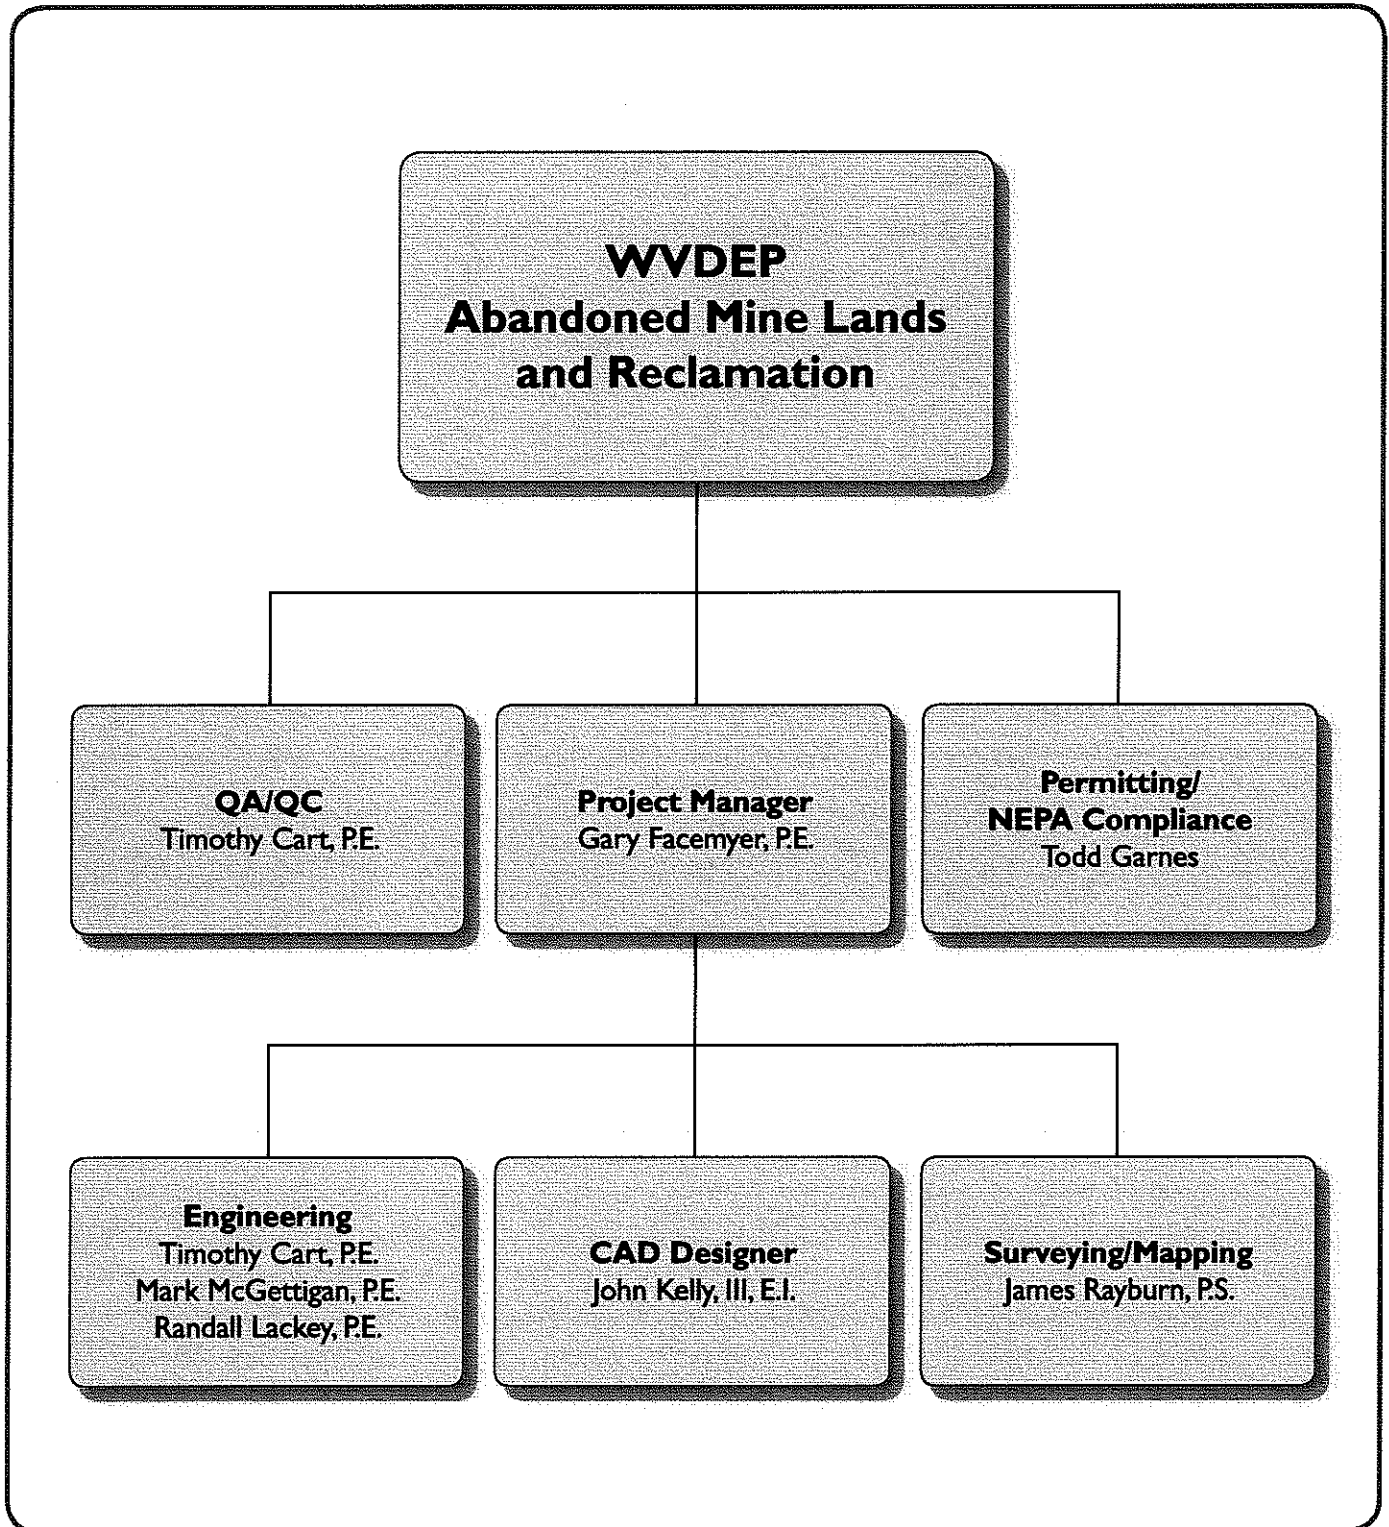 WVDEP
Abandoned Mine Lands
and Reclamation
QA/QC
Timothy Cart, P.E.
Project Manager
Gary Facemyer, P.E.
Permitting/
NEPA Compliance
Todd Garnes
Engineering
Timothy Cart, P.E.
Mark McGettigan, P.E.
Randall Lackey, P.E.
CAD Designer
John Kelly, III, E.I.
Surveying/Mapping
James Rayburn, P.S.